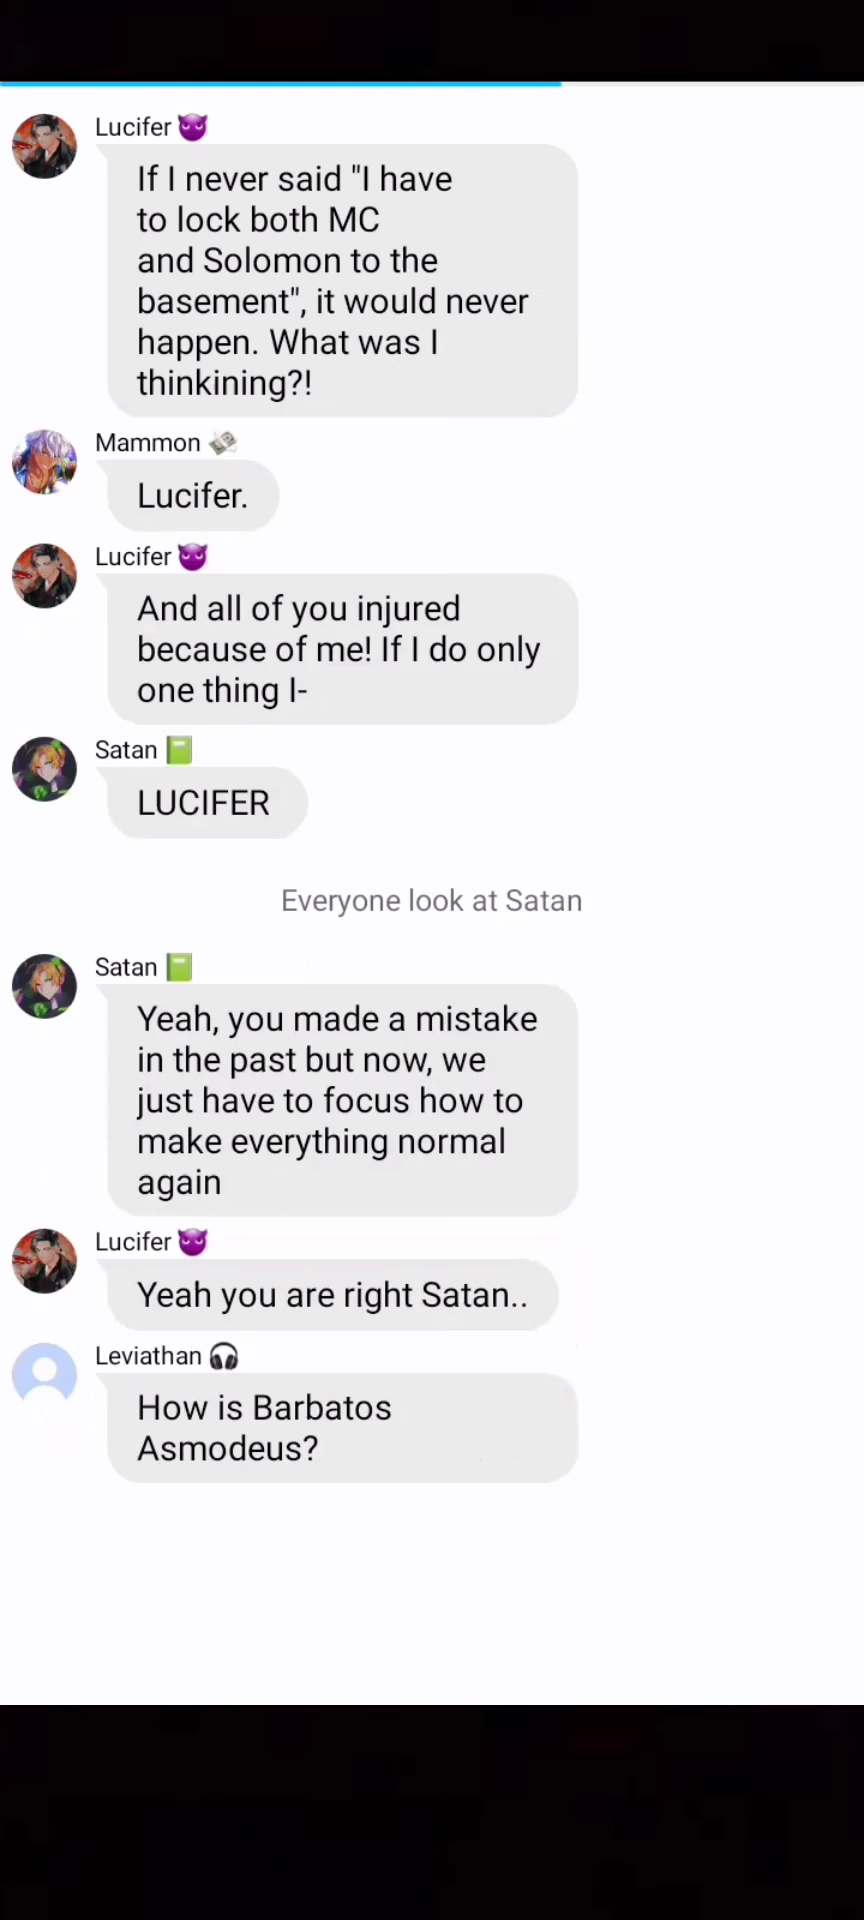 Lucifer 😈
If I never said "I have
to lock both MC
and Solomon to the
basement", it would never
happen. What was I
thinkining?!
Mammon 💸
Lucifer.
Lucifer 😈
And all of you injured
because of me! If I do only
one thing I-
Satan 📗
LUCIFER
Everyone look at Satan
Satan 📗
Yeah, you made a mistake
in the past but now, we
just have to focus how to
make everything normal
again
Lucifer 😈
Yeah you are right Satan..
Leviathan 🎧
How is Barbatos
Asmodeus?